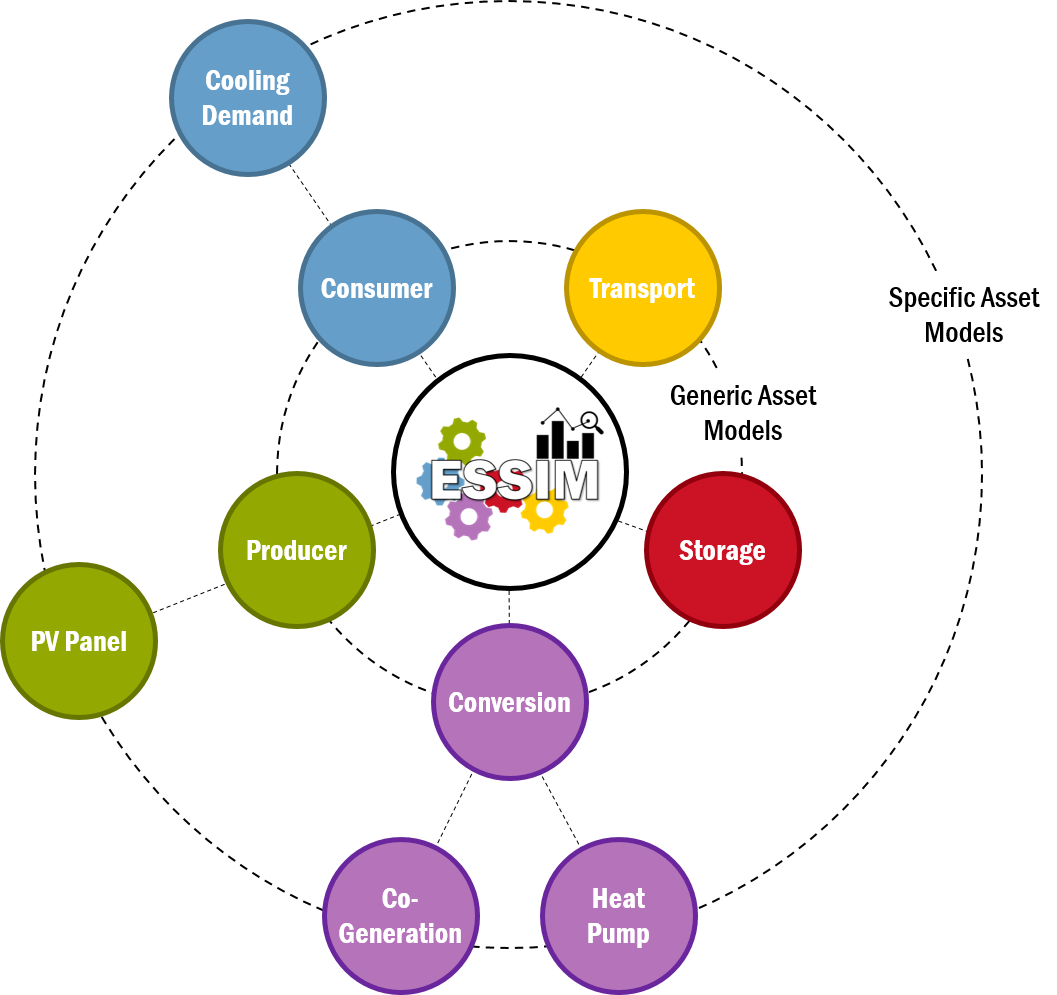 Cooling
Demand
Consumer
Transport
Specific Asset
Models
Generic Asset
Models
ESSIM
Producer
Storage
PV Panel
Conversion
Co-
Generation
Heat
Pump